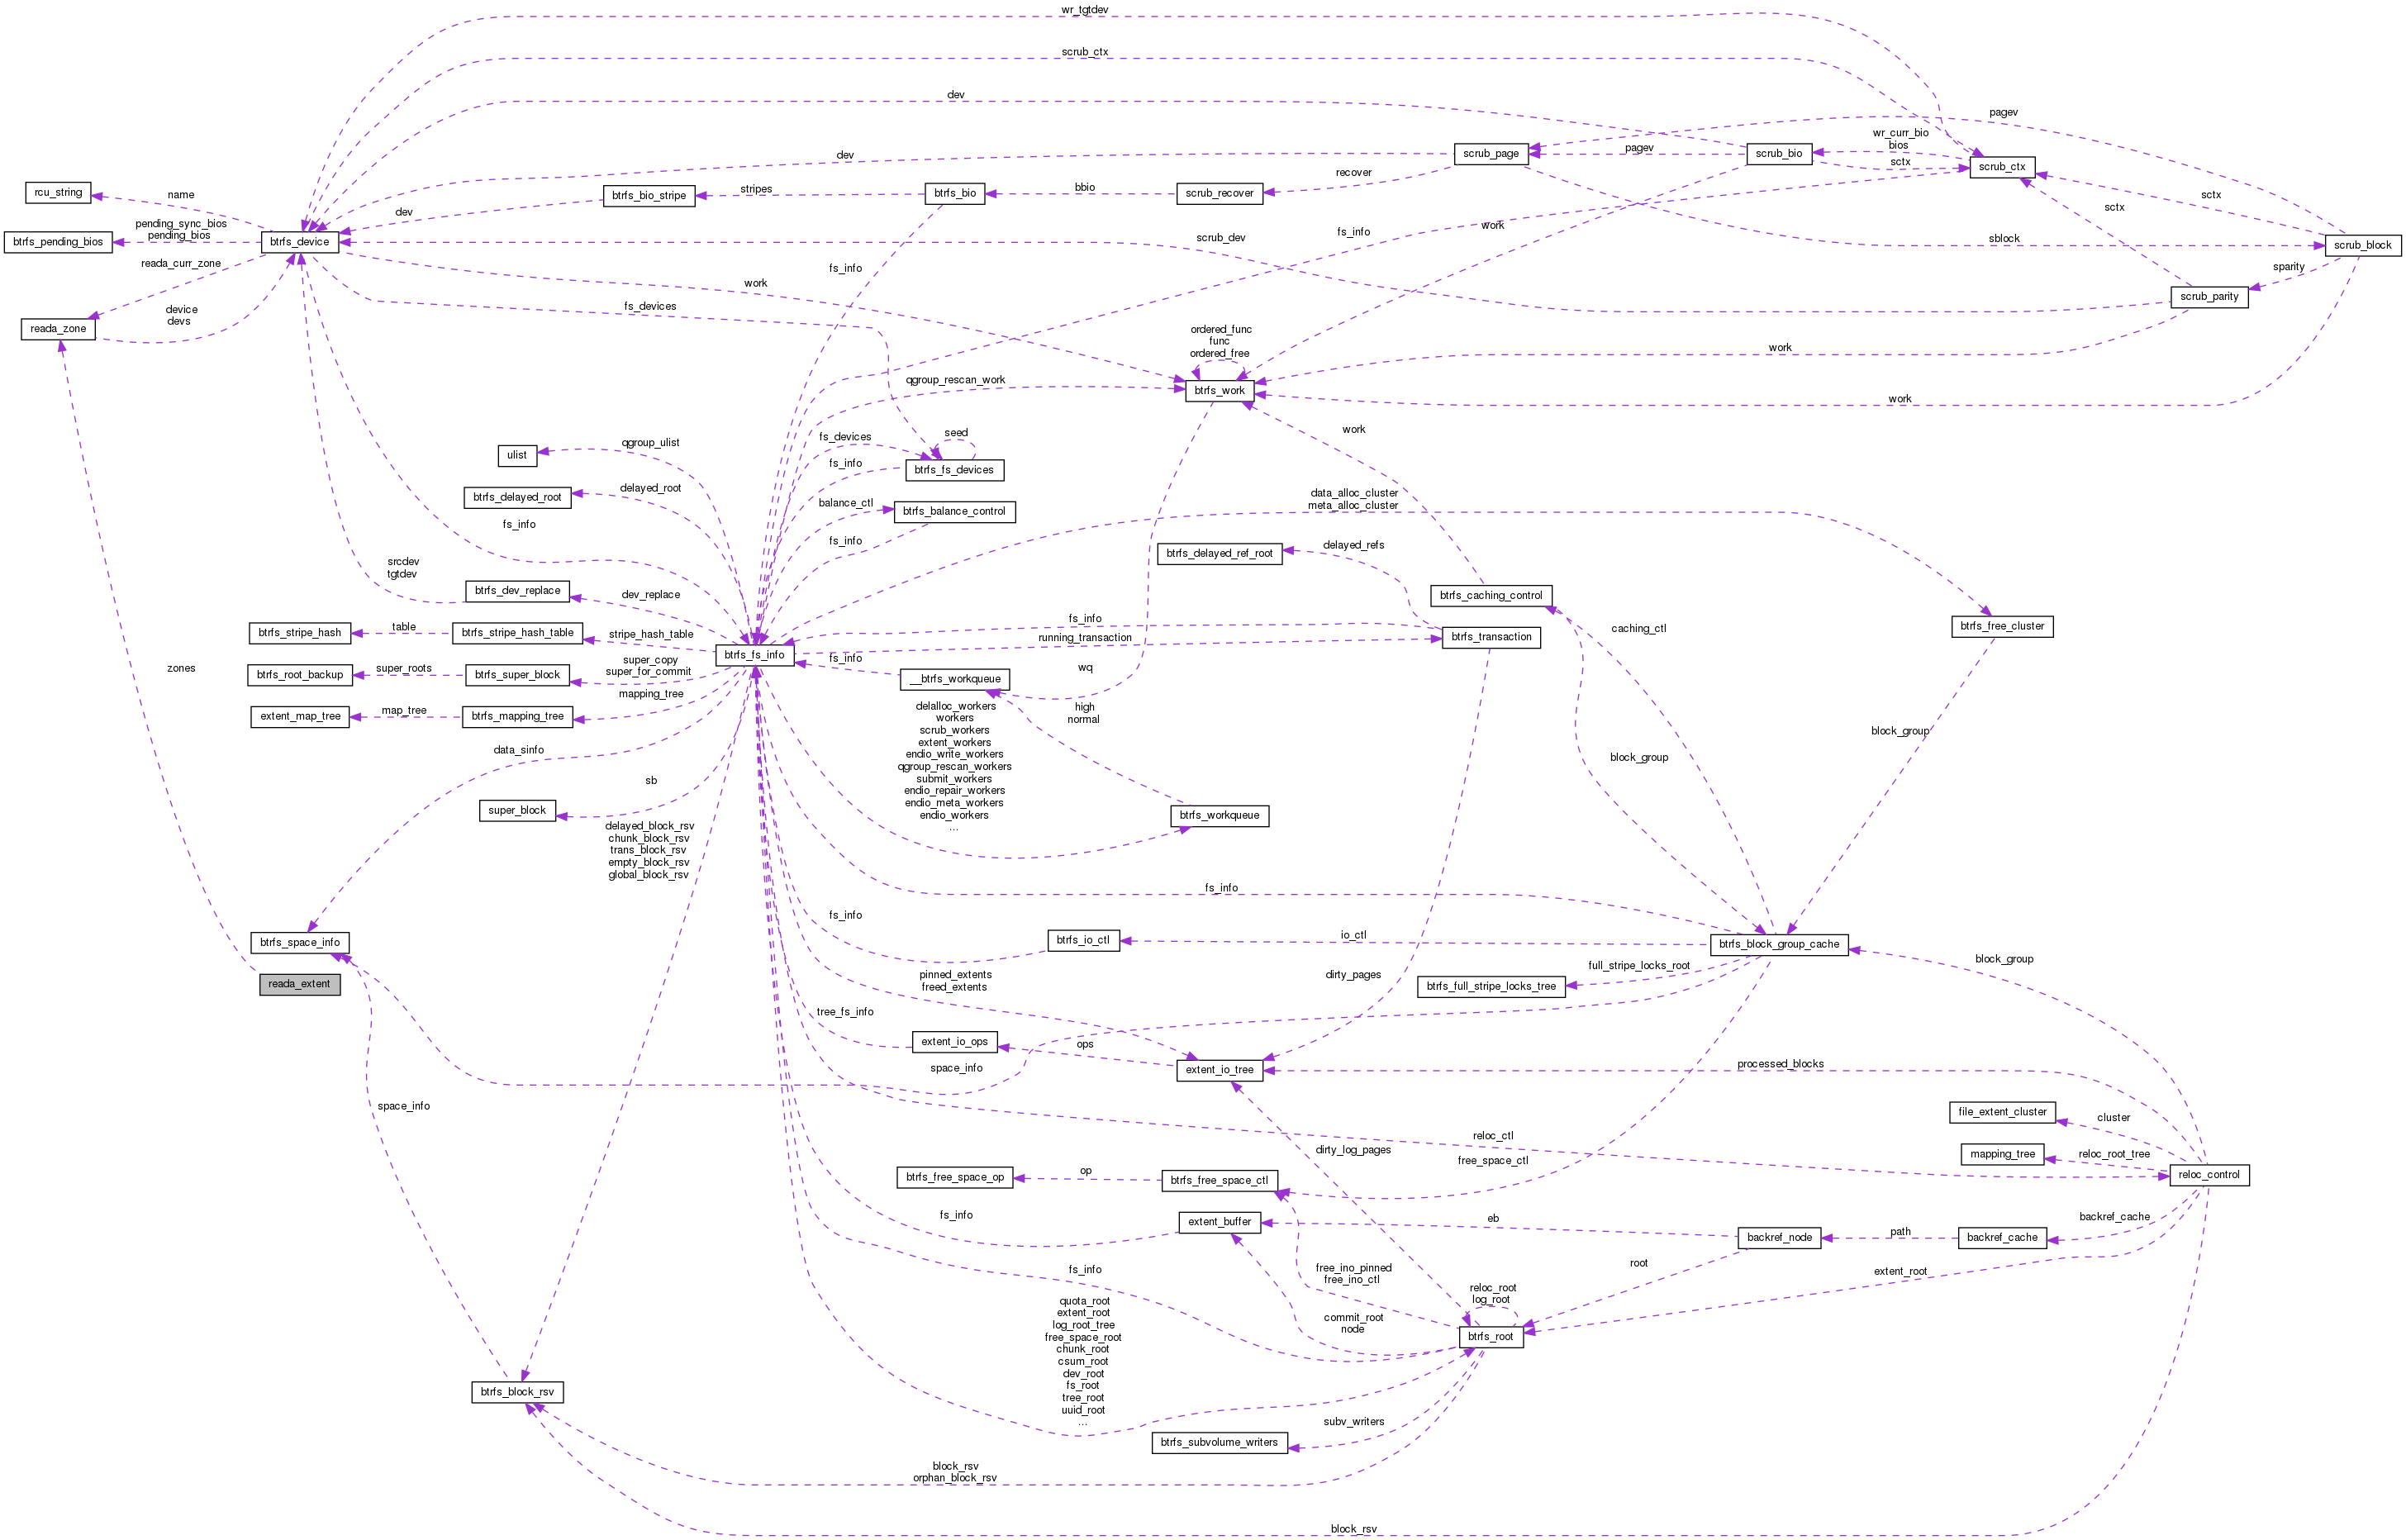 wr_tgtdev
scrub_ctx
dev
pagev
wr_curr_bio
bios
scrub_page
pagev
scrub_bio
sctx
scrub_ctx
dev
recover
rcu_string
name
btrfs_bio_stripe
stripes
btrfs_bio
bbio
scrub_recover
sctx
sctx
dev
pending_sync_bios
pending_bios
btrfs_pending_bios
btrfs_device
fs_info
work
scrub_dev
sblock
scrub_block
reada_curr_zone
fs_info
sparity
work
scrub_parity
fs_devices
device
devs
reada_zone
ordered_func
func
ordered_free
work
qgroup_rescan_work
btrfs_work
work
seed
fs_devices
qgroup_ulist
ulist
work
fs_info
btrfs_fs_devices
delayed_root
btrfs_delayed_root
balance_ctl
btrfs_balance_control
data_alloc_cluster
meta_alloc_cluster
fs_info
fs_info
delayed_refs
btrfs_delayed_ref_root
srcdev
tgtdev
btrfs_dev_replace
dev_replace
btrfs_caching_control
fs_info
btrfs_free_cluster
caching_ctl
btrfs_stripe_hash
table
btrfs_stripe_hash_table
stripe_hash_table
running_transaction
btrfs_transaction
btrfs_fs_info
fs_info
zones
btrfs_root_backup
super_roots
btrfs_super_block
super_copy
super_for_commit
wq
__btrfs_workqueue
mapping_tree
extent_map_tree
map_tree
btrfs_mapping_tree
high
normal
delalloc_workers
workers
scrub_workers
extent_workers
endio_write_workers
qgroup_rescan_workers
submit_workers
endio_repair_workers
endio_meta_workers
endio_workers
...
block_group
data_sinfo
block_group
sb
super_block
btrfs_workqueue
delayed_block_rsv
chunk_block_rsv
trans_block_rsv
empty_block_rsv
global_block_rsv
fs_info
fs_info
btrfs_space_info
btrfs_io_ctl
io_ctl
btrfs_block_group_cache
block_group
reada_extent
pinned_extents
freed_extents
dirty_pages
full_stripe_locks_root
btrfs_full_stripe_locks_tree
tree_fs_info
extent_io_ops
ops
space_info
extent_io_tree
processed_blocks
space_info
file_extent_cluster
cluster
reloc_ctl
dirty_log_pages
free_space_ctl
mapping_tree
reloc_root_tree
reloc_control
btrfs_free_space_op
op
btrfs_free_space_ctl
fs_info
extent_buffer
eb
backref_node
path
backref_cache
backref_cache
root
extent_root
fs_info
free_ino_pinned
free_ino_ctl
reloc_root
log_root
quota_root
extent_root
log_root_tree
free_space_root
chunk_root
csum_root
dev_root
fs_root
tree_root
uuid_root
...
commit_root
node
btrfs_root
btrfs_block_rsv
subv_writers
btrfs_subvolume_writers
block_rsv
orphan_block_rsv
block_rsv